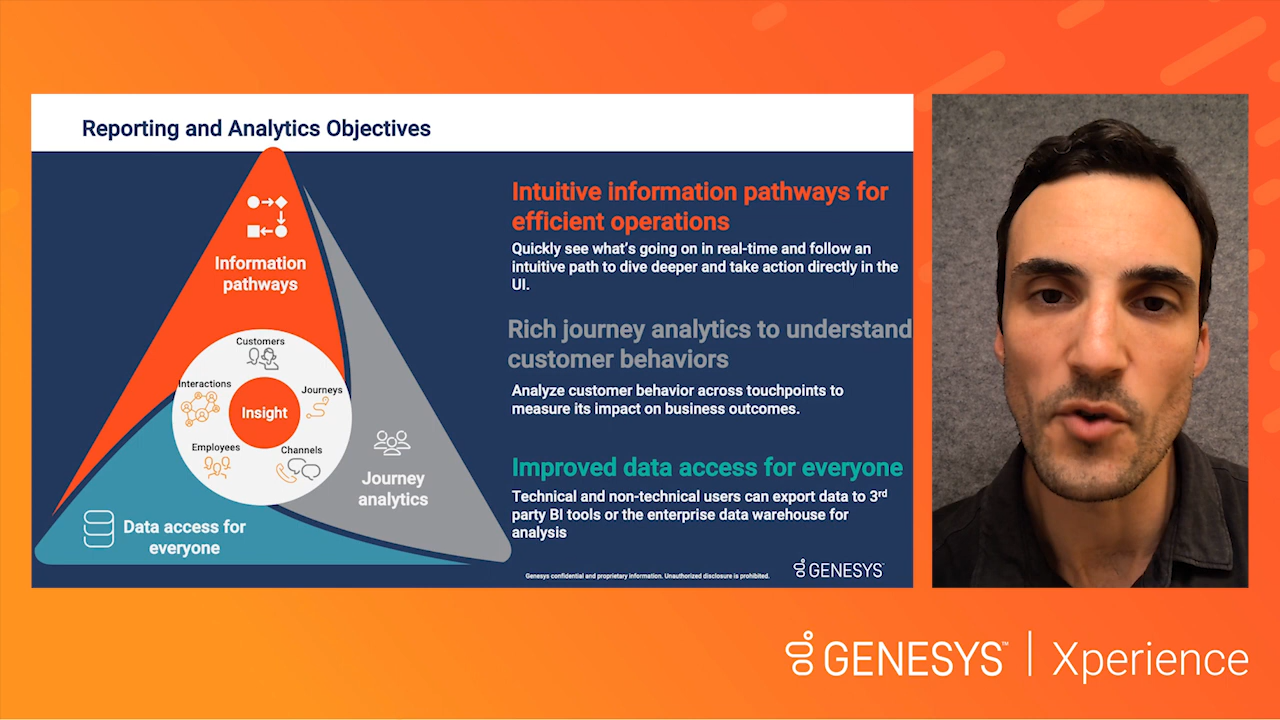 Reporting and Analytics Objectives
Information
pathways
Customers
Interactions
Journeys
Insight
Employees
Channels
Journey
analytics
Data access for
everyone
Intuitive information pathways for
efficient operations
Quickly see what's going on in real-time and follow an
intuitive path to dive deeper and take action directly in the
UI.
Rich journey analytics to understand
customer behaviors
Analyze customer behavior across touchpoints to
measure its impact on business outcomes.
Improved data access for everyone
Technical and non-technical users can export data to 3rd
party BI tools or the enterprise data warehouse for
analysis
Genesys confidential and proprietary information. Unauthorized disclosure is prohibited.
GENESYS
GENESYS™ | Xperience